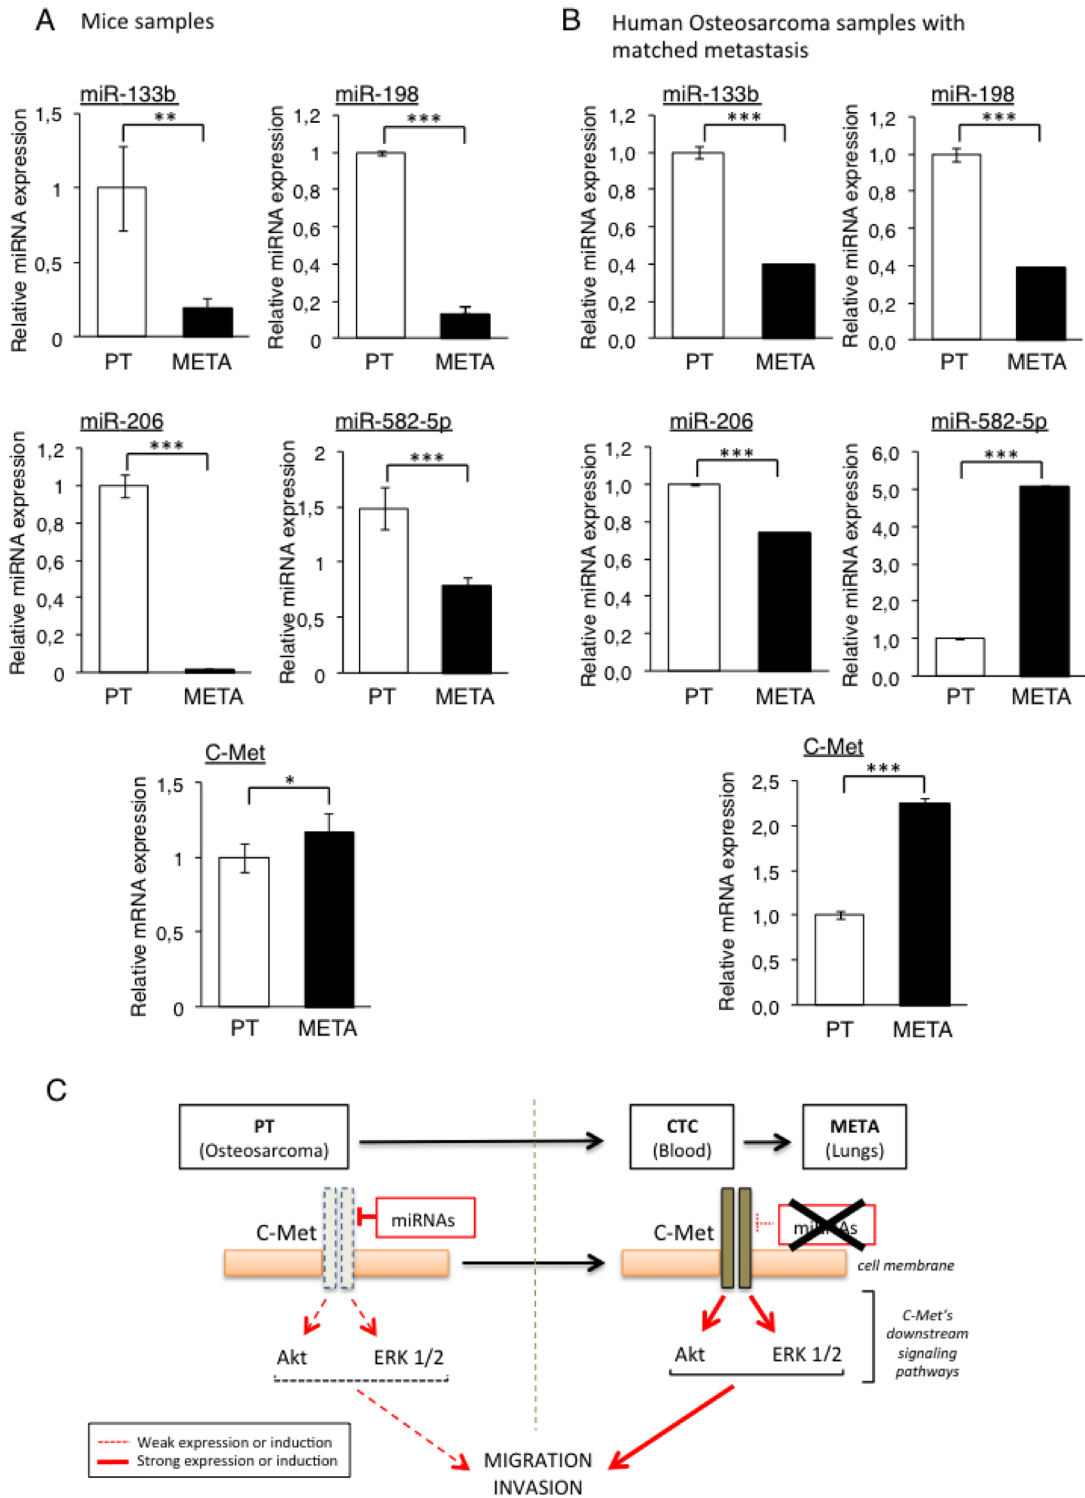 A Mice samples
miR-133b
Relative miRNA expression
1,5
1
0,5
0
**
PT META
miR-198
Relative miRNA expression
1,2
1
0,8
0,6
0,4
0,2
0
***
PT META
miR-206
Relative miRNA expression
1,2
1
0,8
0,6
0,4
0,2
0
***
PT META
miR-582-5p
Relative miRNA expression
2
1,5
1
0,5
0
***
PT META
C-Met
Relative mRNA expression
1,5
1
0,5
0
*
PT META
B Human Osteosarcoma samples with
matched metastasis
miR-133b
Relative miRNA expression
1,2
1,0
0,8
0,6
0,4
0,2
0,0
***
PT META
miR-198
Relative miRNA expression
1,2
1,0
0,8
0,6
0,4
0,2
0,0
***
PT META
miR-206
Relative miRNA expression
1,2
1,0
0,8
0,6
0,4
0,2
0,0
***
PT META
miR-582-5p
Relative miRNA expression
6,0
5,0
4,0
3,0
2,0
1,0
0,0
***
PT META
C-Met
Relative mRNA expression
2,5
2,0
1,5
1,0
0,5
0,0
***
PT META
C
PT
(Osteosarcoma)
CTC
(Blood)
META
(Lungs)
C-Met
miRNAs
C-Met
miRNAs
cell membrane
Akt ERK 1/2
Akt ERK 1/2
C-Met's
downstream
signaling
pathways
Weak expression or induction
Strong expression or induction
MIGRATION
INVASION